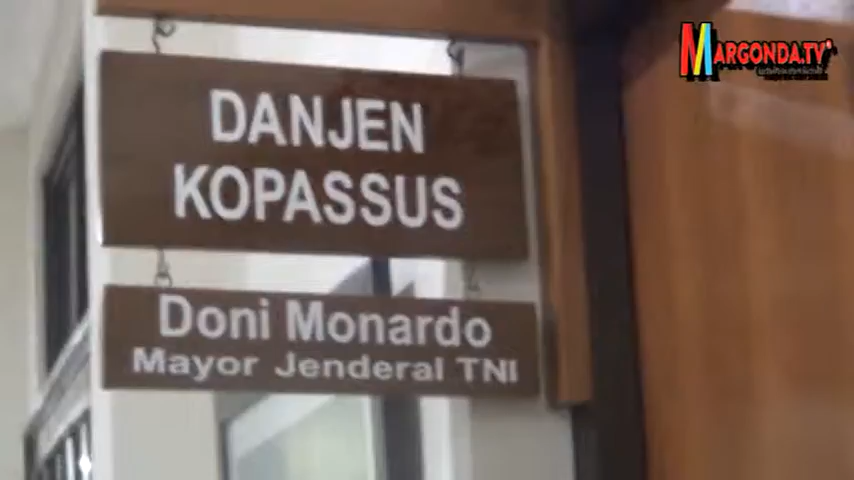 MARGONDA.TV
DANJEN
KOPASSUS
Doni Monardo
Mayor Jenderal TNI